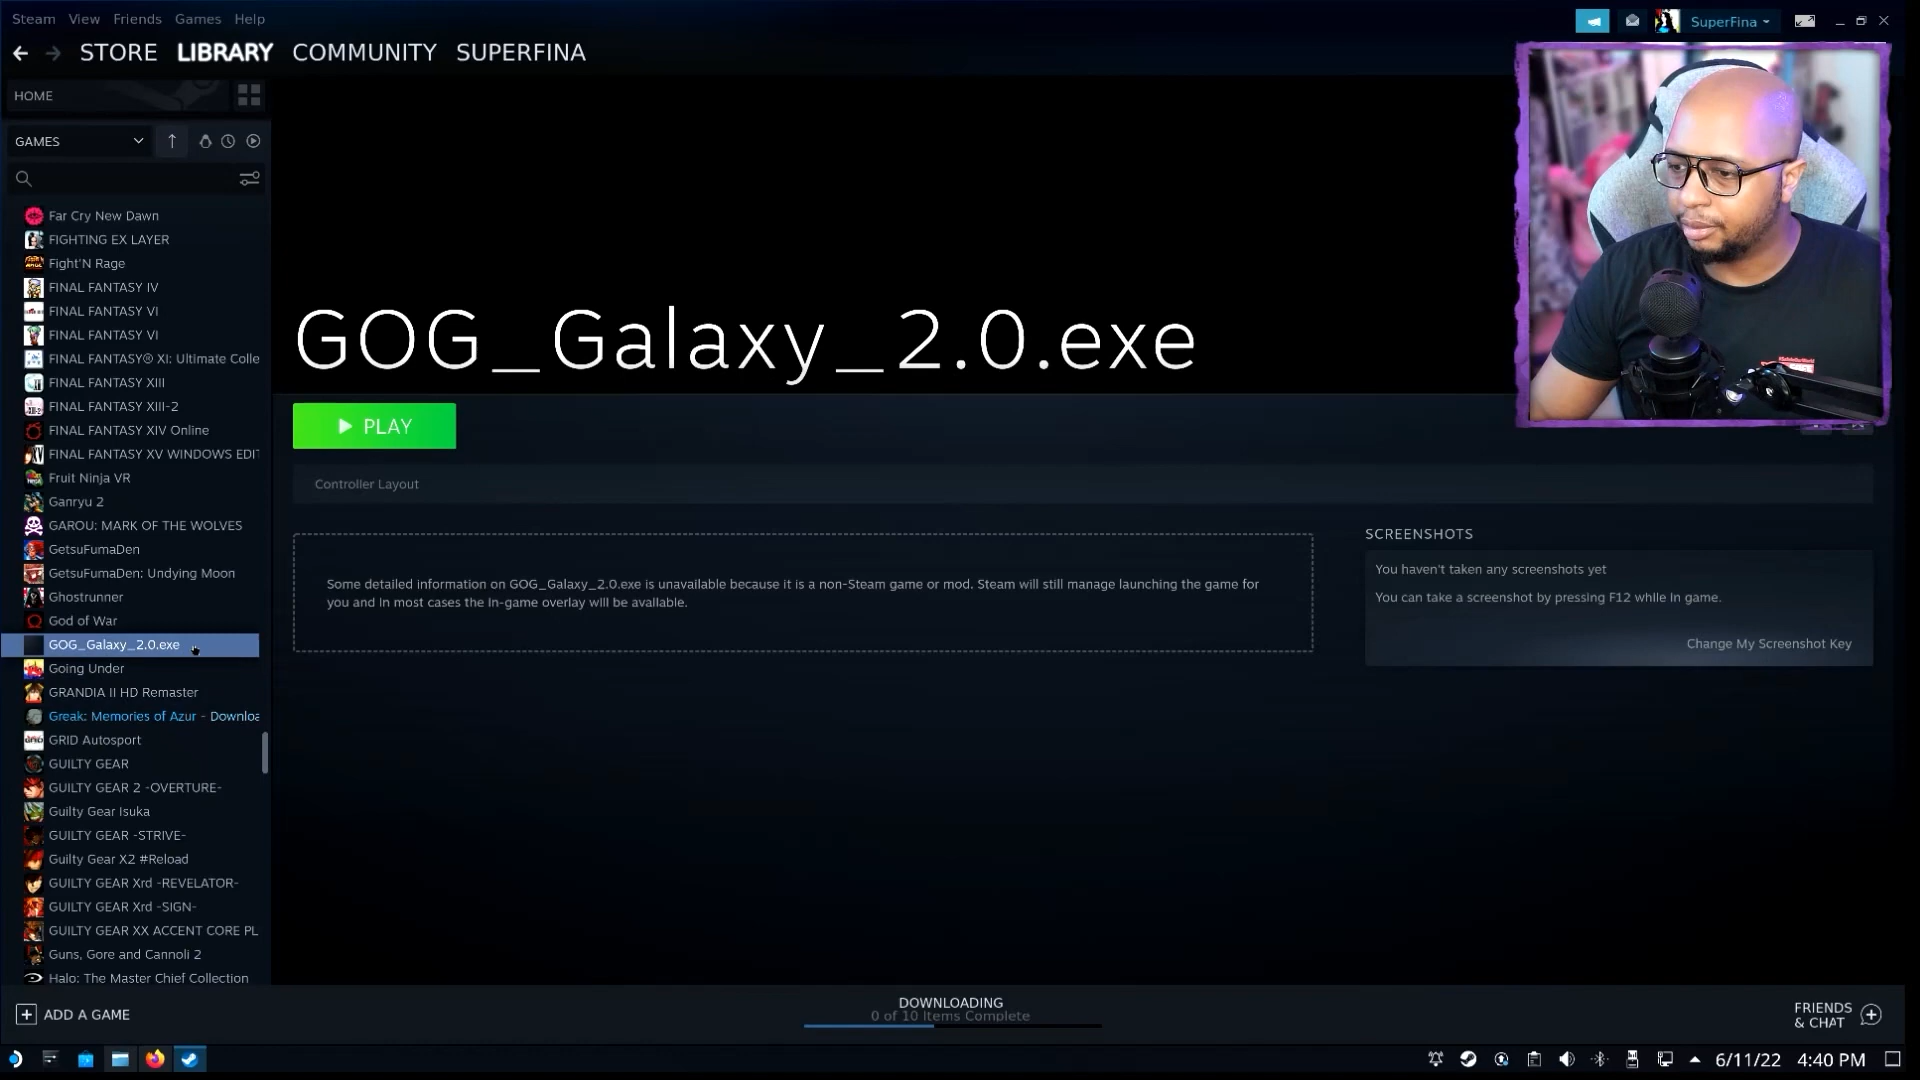 Steam View Friends Games Help
SuperFina
STORE LIBRARY COMMUNITY SUPERFINA
HOME
GAMES
Far Cry New Dawn
FIGHTING EX LAYER
Fight'N Rage
FINAL FANTASY IV
FINAL FANTASY VI
FINAL FANTASY VI
FINAL FANTASY® XI: Ultimate Colle
FINAL FANTASY XIII
FINAL FANTASY XIII-2
FINAL FANTASY XIV Online
FINAL FANTASY XV WINDOWS EDIT
Fruit Ninja VR
Ganryu 2
GAROU: MARK OF THE WOLVES
GetsuFumaDen
GetsuFumaDen: Undying Moon
Ghostrunner
God of War
GOG_Galaxy_2.0.exe
Going Under
GRANDIA II HD Remaster
Greak: Memories of Azur - Downloa
GRID Autosport
GUILTY GEAR
GUILTY GEAR 2 -OVERTURE-
Guilty Gear Isuka
GUILTY GEAR -STRIVE-
Guilty Gear X2 #Reload
GUILTY GEAR Xrd -REVELATOR-
GUILTY GEAR Xrd -SIGN-
GUILTY GEAR XX ACCENT CORE PL
Guns, Gore and Cannoli 2
Halo: The Master Chief Collection
GOG_Galaxy_2.0.exe
PLAY
Controller Layout
Some detailed information on GOG_Galaxy_2.0.exe is unavailable because it is a non-Steam game or mod. Steam will still manage launching the game for
you and in most cases the in-game overlay will be available.
SCREENSHOTS
You haven't taken any screenshots yet
You can take a screenshot by pressing F12 while in game.
Change My Screenshot Key
ADD A GAME
DOWNLOADING
0 of 10 Items Complete
FRIENDS
& CHAT
6/11/22 4:40 PM